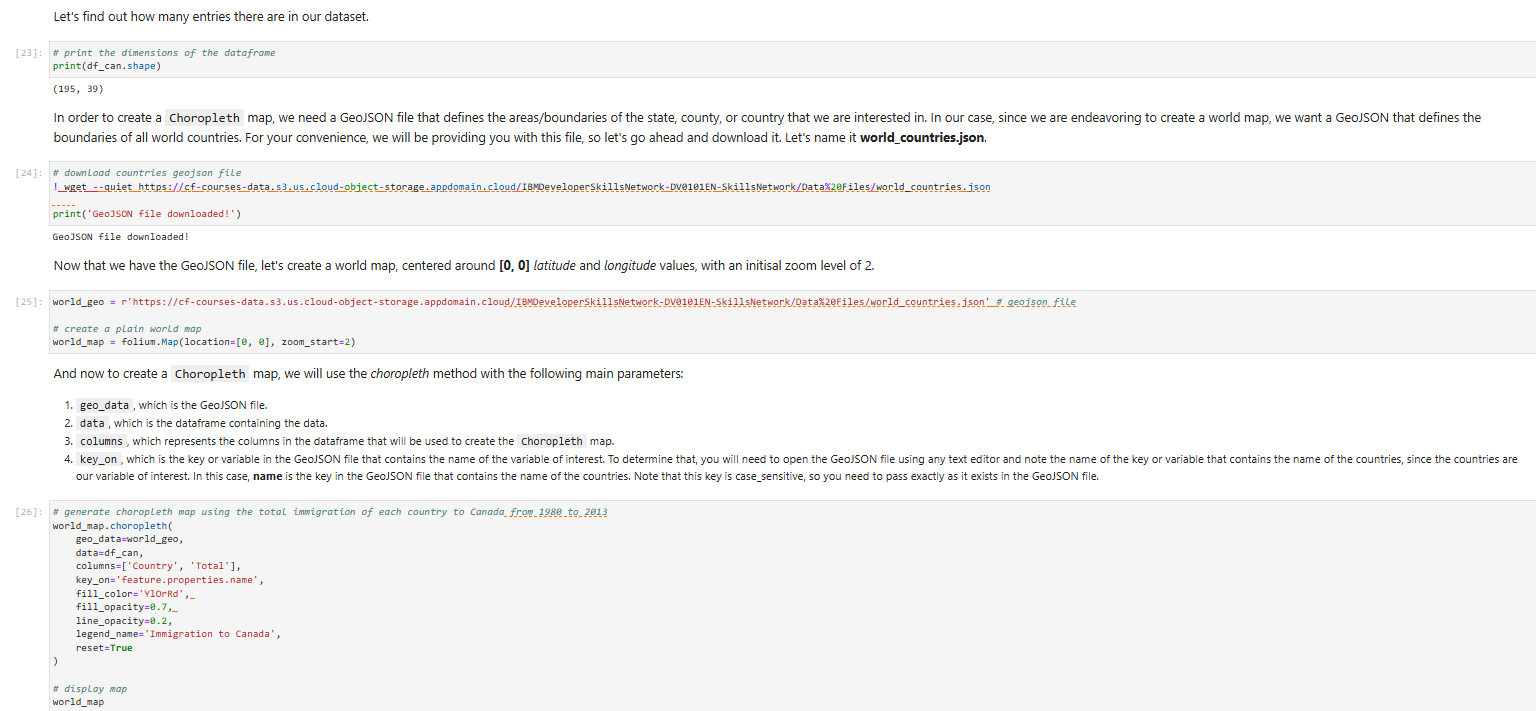 Let's find out how many entries there are in our dataset.
[23]: # print the dimensions of the dataframe
print(df_can.shape)
(195, 39)
In order to create a Choropleth map, we need a GeoJSON file that defines the areas/boundaries of the state, county, or country that we are interested in. In our case, since we are endeavoring to create a world map, we want a GeoJSON that defines the
boundaries of all world countries. For your convenience, we will be providing you with this file, so let's go ahead and download it. Let's name it world_countries.json.
[24]: # download countries geojson file
! wget --quiet https://cf-courses-data.s3.us.cloud-object-storage.appdomain.cloud/IBMDeveloperSkillsNetwork-DV0101EN-SkillsNetwork/Data%20Files/world_countries.json
print('GeoJSON file downloaded!')
GeoJSON file downloaded!
Now that we have the GeoJSON file, let's create a world map, centered around [0, 0] latitude and longitude values, with an initisal zoom level of 2.
[25]: world_geo = r'https://cf-courses-data.s3.us.cloud-object-storage.appdomain.cloud/IBMDeveloperSkillsNetwork-DV0101EN-SkillsNetwork/Data%20Files/world_countries.json' # geojson file
# create a plain world map
world_map = folium.Map(location=[0, 0], zoom_start=2)
And now to create a Choropleth map, we will use the choropleth method with the following main parameters:
1. geo_data, which is the GeoJSON file.
2. data, which is the dataframe containing the data.
3. columns, which represents the columns in the dataframe that will be used to create the Choropleth map.
4. key_on, which is the key or variable in the GeoJSON file that contains the name of the variable of interest. To determine that, you will need to open the GeoJSON file using any text editor and note the name of the key or variable that contains the name of the countries, since the countries are
our variable of interest. In this case, name is the key in the GeoJSON file that contains the name of the countries. Note that this key is case_sensitive, so you need to pass exactly as it exists in the GeoJSON file.
[26]: # generate choropleth map using the total immigration of each country to Canada from 1980 to 2013
world_map.choropleth(
geo_data=world_geo,
data=df_can,
columns=['Country', 'Total'],
key_on='feature.properties.name',
fill_color='YlOrRd',
fill_opacity=0.7,
line_opacity=0.2,
legend_name='Immigration to Canada',
reset=True
)
# display map
world_map